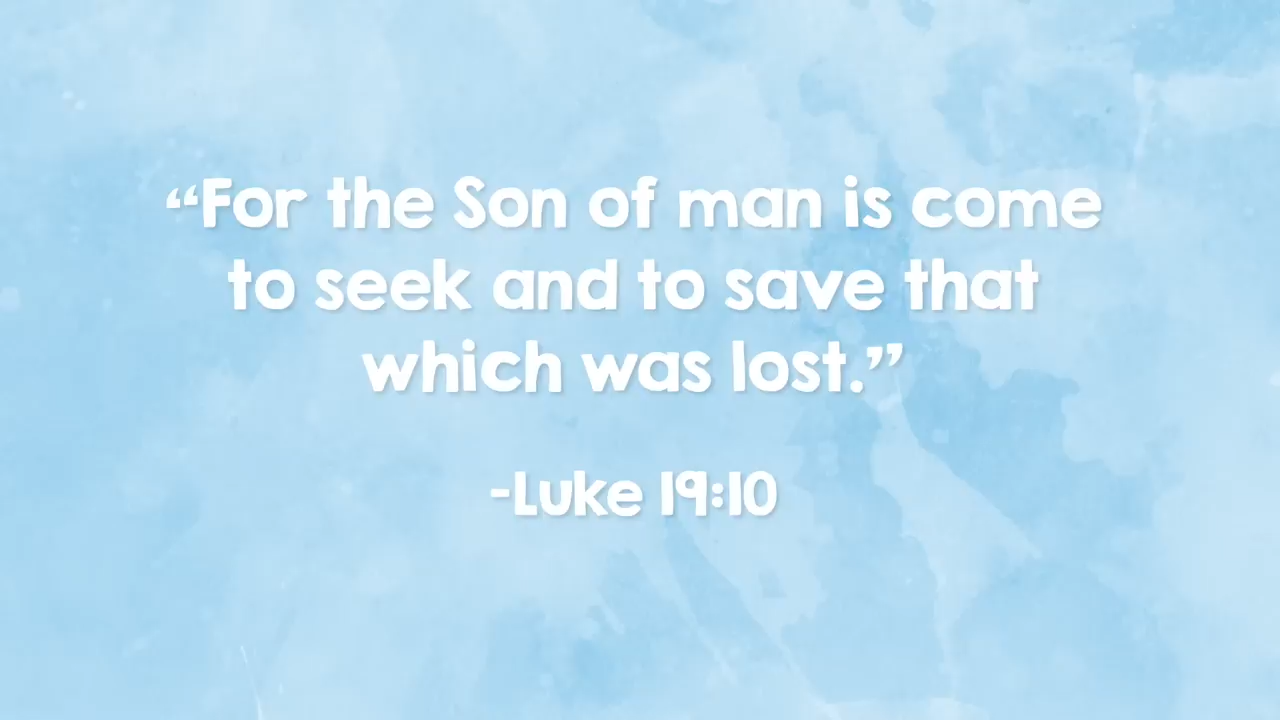 “For the Son of man is come
to seek and to save that
which was lost.”
-Luke 19:10